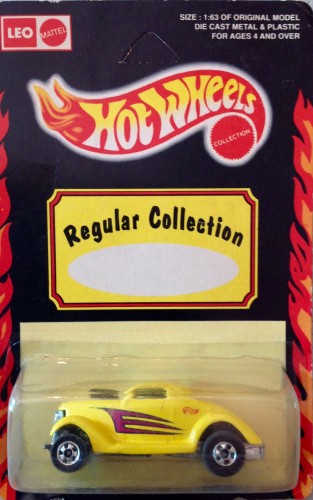 LEO MATTEL
SIZE : 1:63 OF ORIGINAL MODEL
DIE CAST METAL & PLASTIC
FOR AGES 4 AND OVER
HOT WHEELS
COLLECTION
Regular Collection